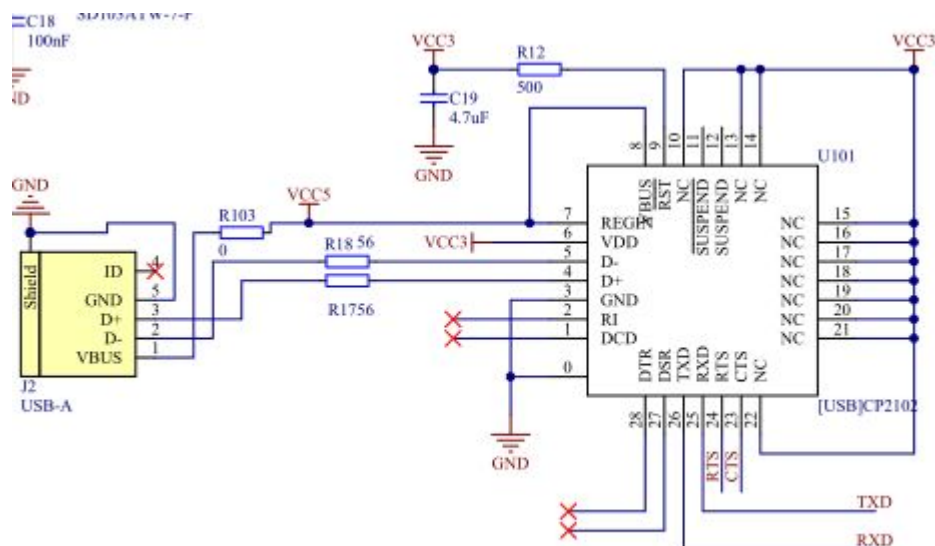 C18
100nF
VCC3
R12
500
C19
4.7uF
GND
VCC3
8
9
10
11
12
13
14
U101
VBUS
RST
NC
SUSPEND
SUSPEND
NC
NC
GND
VCC5
R103
0
VCC3
R18 56
R1756
7
6
5
4
3
2
1
0
REGIN
VDD
D-
D+
GND
RI
DCD
NC
NC
NC
NC
NC
NC
NC
15
16
17
18
19
20
21
Shield
ID
GND
D+
D-
VBUS
4
5
3
2
1
J2
USB-A
DTR
DSR
TXD
RXD
RTS
CTS
NC
28
27
26
25
24
23
22
[USB]CP2102
GND
RTS
CTS
TXD
RXD